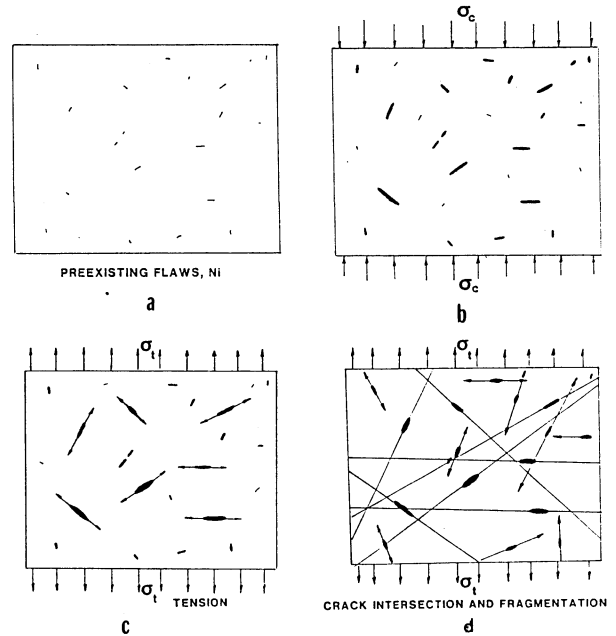 σc
PREEXISTING FLAWS, Ni
a
σc
b
σt
σt
σt TENSION
c
σt
CRACK INTERSECTION AND FRAGMENTATION
d